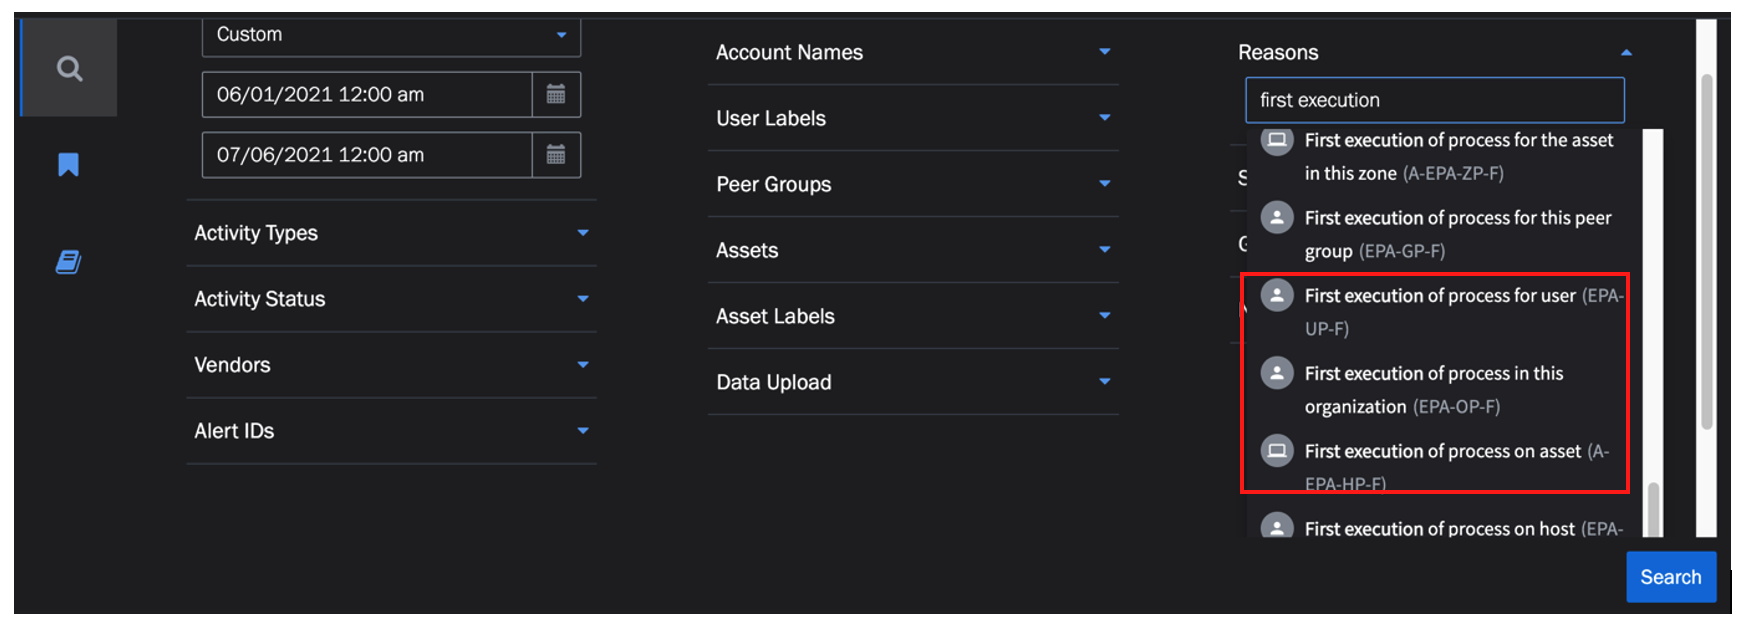 Custom
06/01/2021 12:00 am
07/06/2021 12:00 am
Activity Types
Activity Status
Vendors
Alert IDs
Account Names
User Labels
Peer Groups
Assets
Asset Labels
Data Upload
Reasons
first execution
First execution of process for the asset
in this zone (A-EPA-ZP-F)
First execution of process for this peer
group (EPA-GP-F)
First execution of process for user (EPA-
UP-F)
First execution of process in this
organization (EPA-OP-F)
First execution of process on asset (A-
EPA-HP-F)
First execution of process on host (EPA-
Search